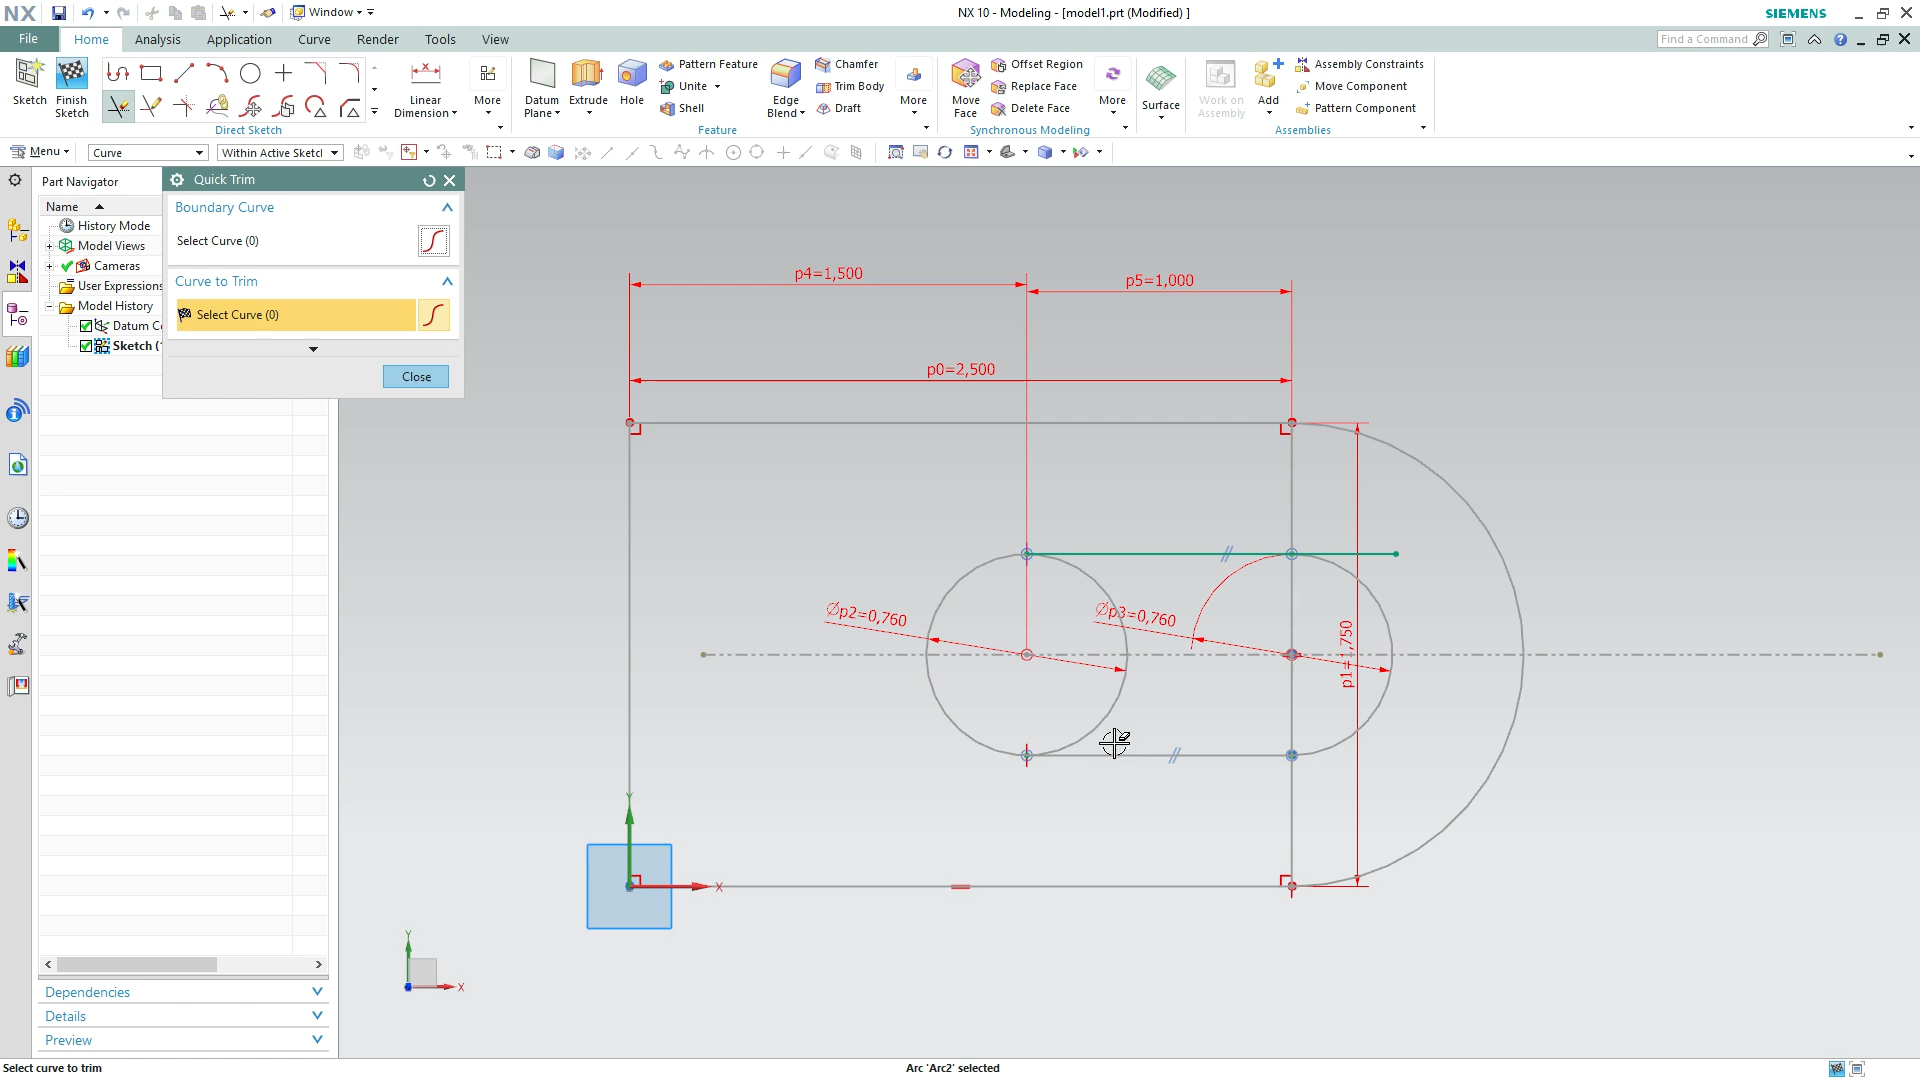 NX
Window
NX 10 - Modeling - [model1.prt (Modified) ]
SIEMENS
File
Home
Analysis
Application
Curve
Render
Tools
View
Find a Command
Sketch
Finish
Sketch
Direct Sketch
Linear
Dimension
More
Datum
Plane
Extrude
Hole
Pattern Feature
Unite
Shell
Edge
Blend
Chamfer
Trim Body
Draft
More
Feature
Move
Face
Offset Region
Replace Face
Delete Face
More
Synchronous Modeling
Surface
Work on
Assembly
Add
Assembly Constraints
Move Component
Pattern Component
Assemblies
Menu
Curve
Within Active Sketcl
Part Navigator
Name
History Mode
Model Views
Cameras
User Expressions
Model History
Datum Co
Sketch (
Quick Trim
Boundary Curve
Select Curve (0)
Curve to Trim
Select Curve (0)
Close
p4=1,500
p5=1,000
p0=2,500
Øp2=0,760
Øp3=0,760
p1=1,750
Y
X
Y
X
Dependencies
Details
Preview
Select curve to trim
Arc 'Arc2' selected